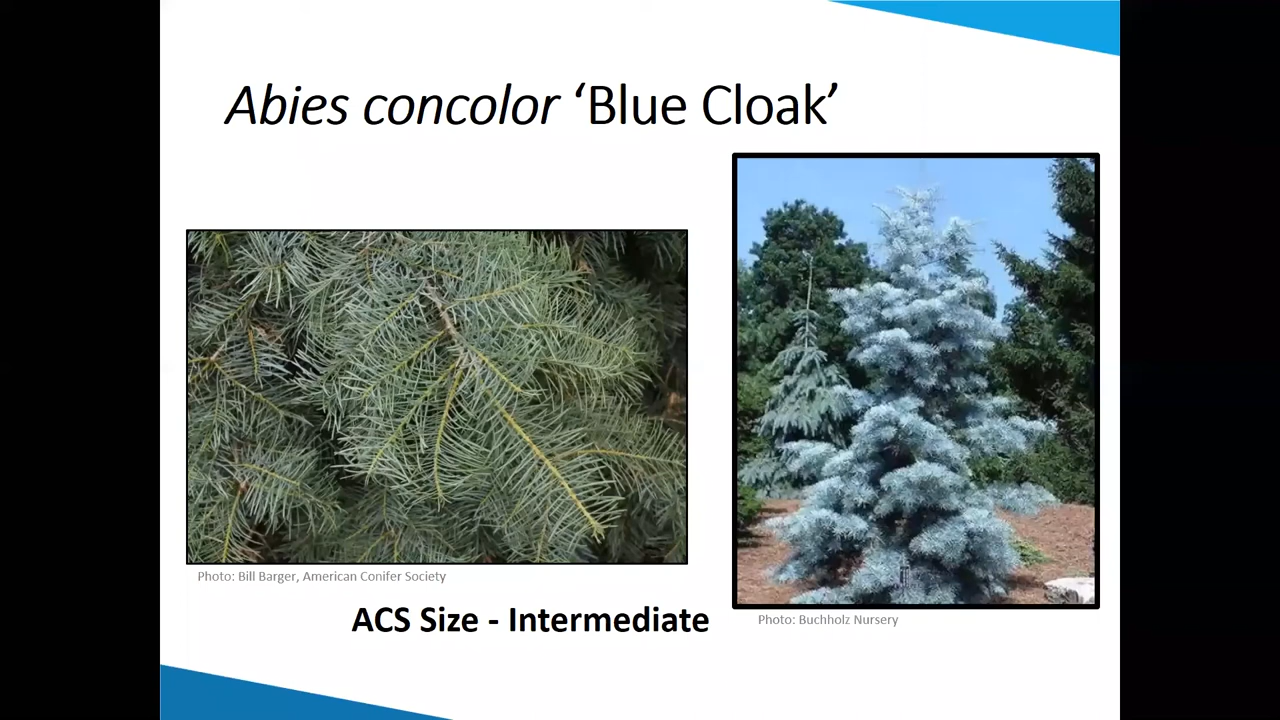 Abies concolor ‘Blue Cloak’
Photo: Bill Barger, American Conifer Society
ACS Size - Intermediate
Photo: Buchholz Nursery